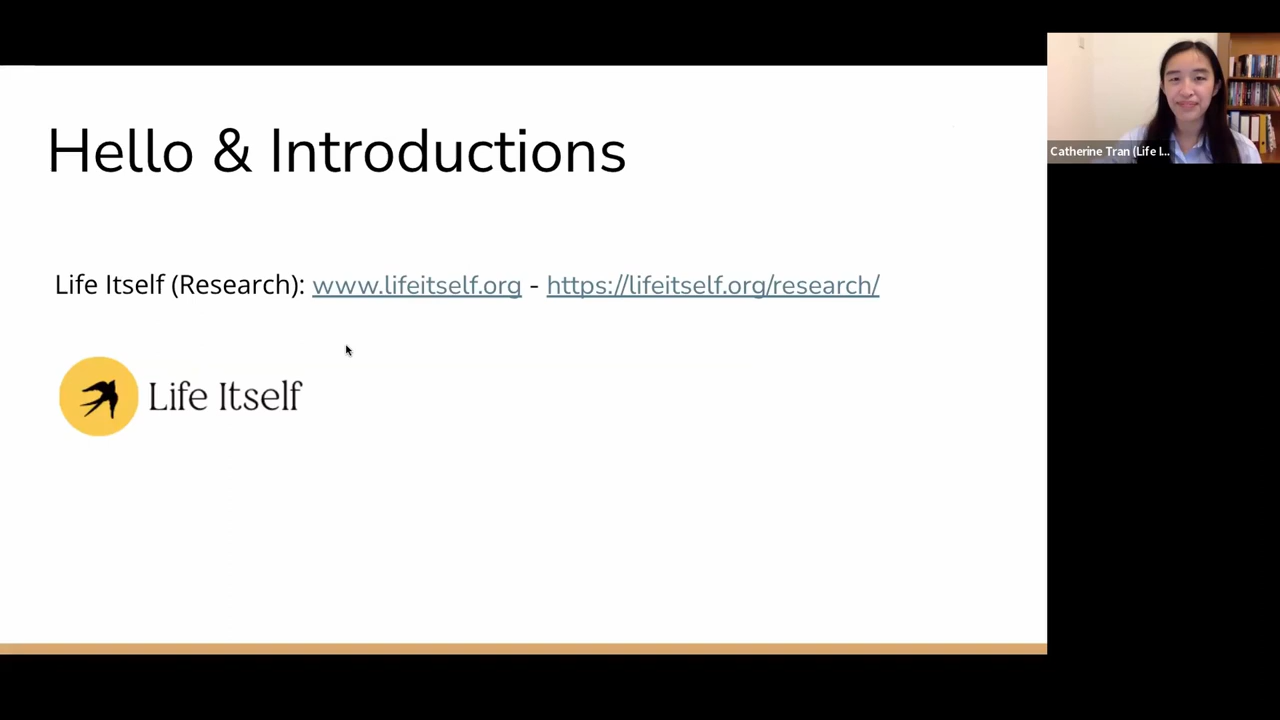 Hello & Introductions
Life Itself (Research): www.lifeitself.org - https://lifeitself.org/research/
Life Itself
Catherine Tran (Life I...